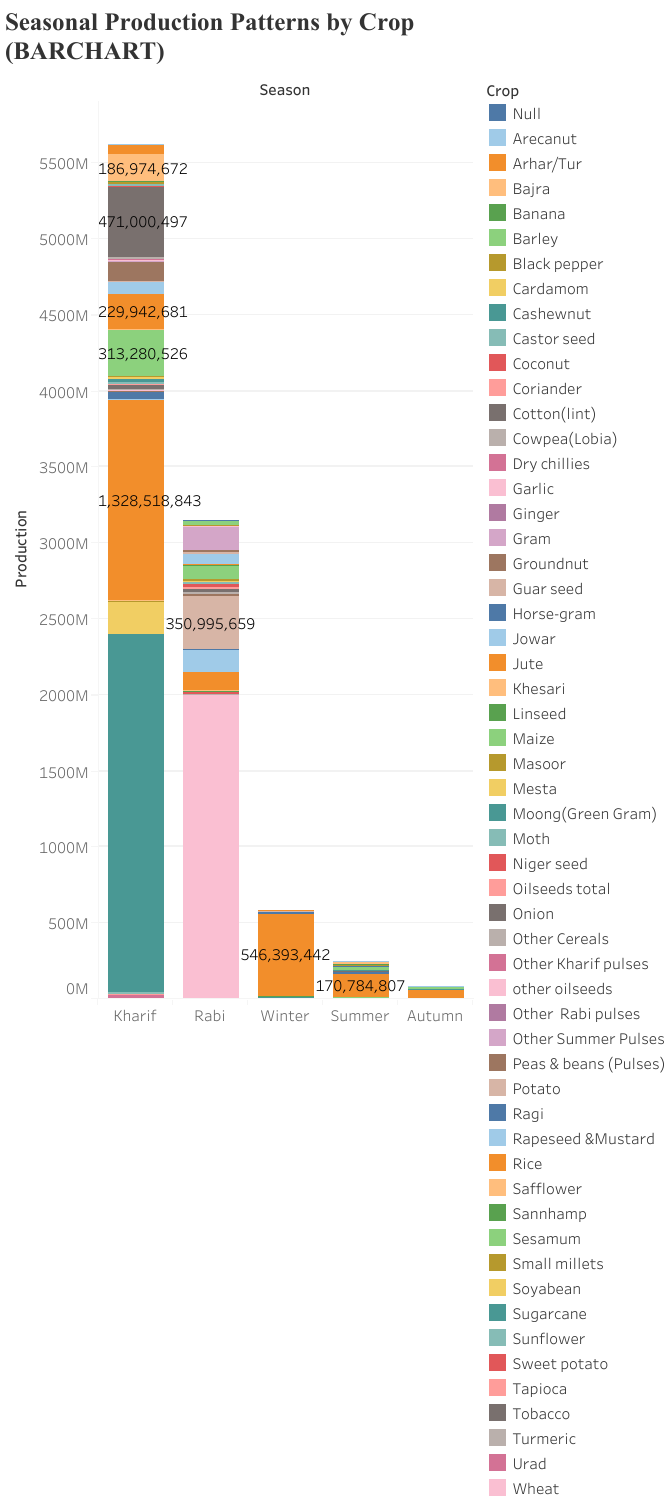 Seasonal Production Patterns by Crop
(BARCHART)
Season
Crop
Null
Arecanut
Arhar/Tur
Bajra
Banana
Barley
Black pepper
Cardamom
Cashewnut
Castor seed
Coconut
Coriander
Cotton(lint)
Cowpea(Lobia)
Dry chillies
Garlic
Ginger
Gram
Groundnut
Guar seed
Horse-gram
Jowar
Jute
Khesari
Linseed
Maize
Masoor
Mesta
Moong(Green Gram)
Moth
Niger seed
Oilseeds total
Onion
Other Cereals
Other Kharif pulses
other oilseeds
Other  Rabi pulses
Other Summer Pulses
Peas & beans (Pulses)
Potato
Ragi
Rapeseed &Mustard
Rice
Safflower
Sannhamp
Sesamum
Small millets
Soyabean
Sugarcane
Sunflower
Sweet potato
Tapioca
Tobacco
Turmeric
Urad
Wheat
Production
5500M
5000M
4500M
4000M
3500M
3000M
2500M
2000M
1500M
1000M
500M
0M
186,974,672
471,000,497
229,942,681
313,280,526
1,328,518,843
350,995,659
546,393,442
170,784,807
Kharif
Rabi
Winter
Summer
Autumn